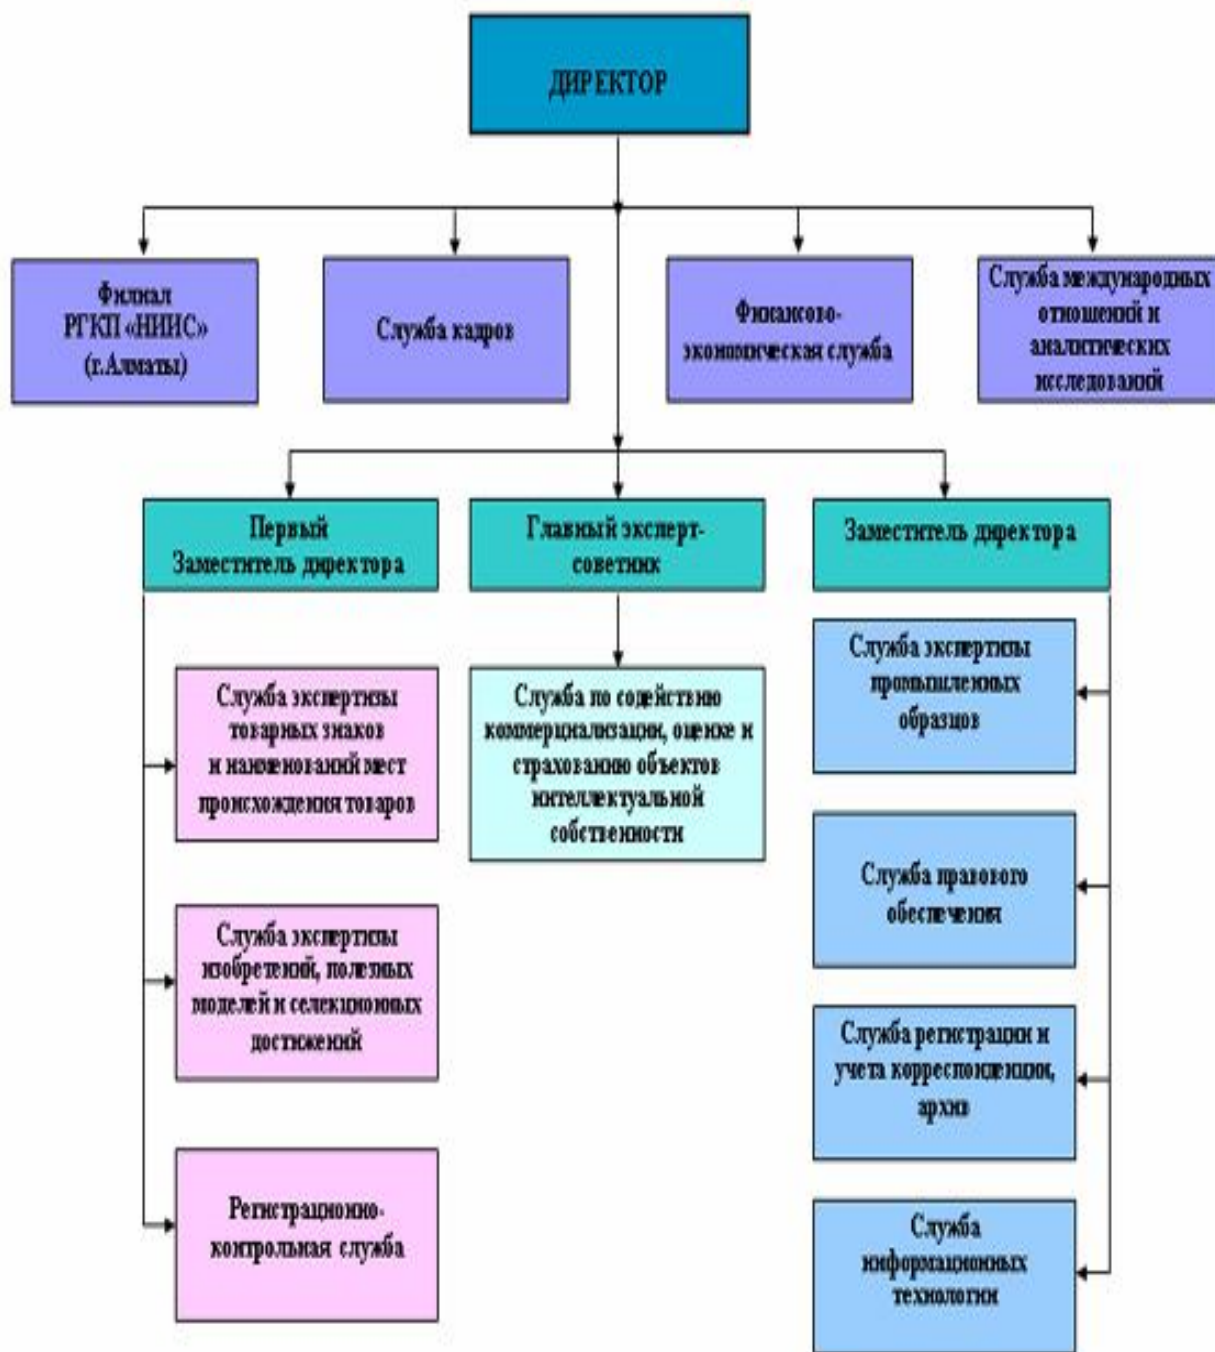 ДИРЕКТОР
Филиал
РГКП «НИИС»
(г.Алматы)
Служба кадров
Финансово-
экономическая служба
Служба международных
отношений и
аналитических
исследований
Первый
Заместитель директора
Главный эксперт-
советник
Заместитель директора
Служба экспертизы
товарных знаков
и наименований мест
происхождения товаров
Служба экспертизы
изобретений, полезных
моделей и селекционных
достижений
Регистрационно-
контрольная служба
Служба по содействию
коммерциализации, оценке и
страхованию объектов
интеллектуальной
собственности
Служба экспертизы
промышленных
образцов
Служба правового
обеспечения
Служба регистрации и
учета корреспонденции,
архив
Служба
информационных
технологии